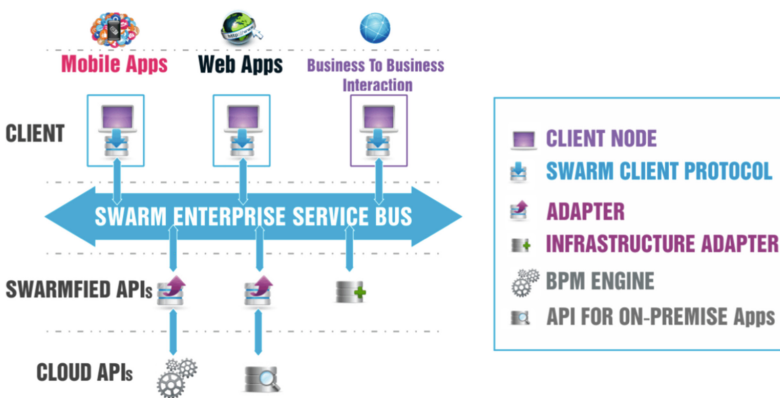 Mobile Apps
Web Apps
Business To Business
Interaction
CLIENT
SWARM ENTERPRISE SERVICE BUS
SWARMFIED APIs
CLOUD APIs
CLIENT NODE
SWARM CLIENT PROTOCOL
ADAPTER
INFRASTRUCTURE ADAPTER
BPM ENGINE
API FOR ON-PREMISE Apps